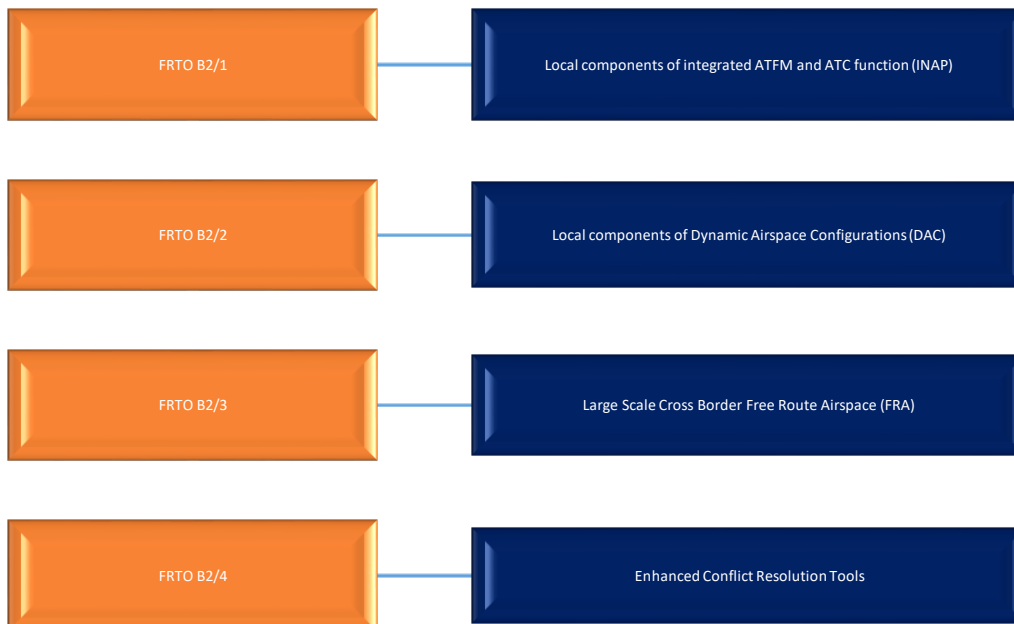 FRTO B2/1
Local components of integrated ATFM and ATC function (INAP)
FRTO B2/2
Local components of Dynamic Airspace Configurations (DAC)
FRTO B2/3
Large Scale Cross Border Free Route Airspace (FRA)
FRTO B2/4
Enhanced Conflict Resolution Tools